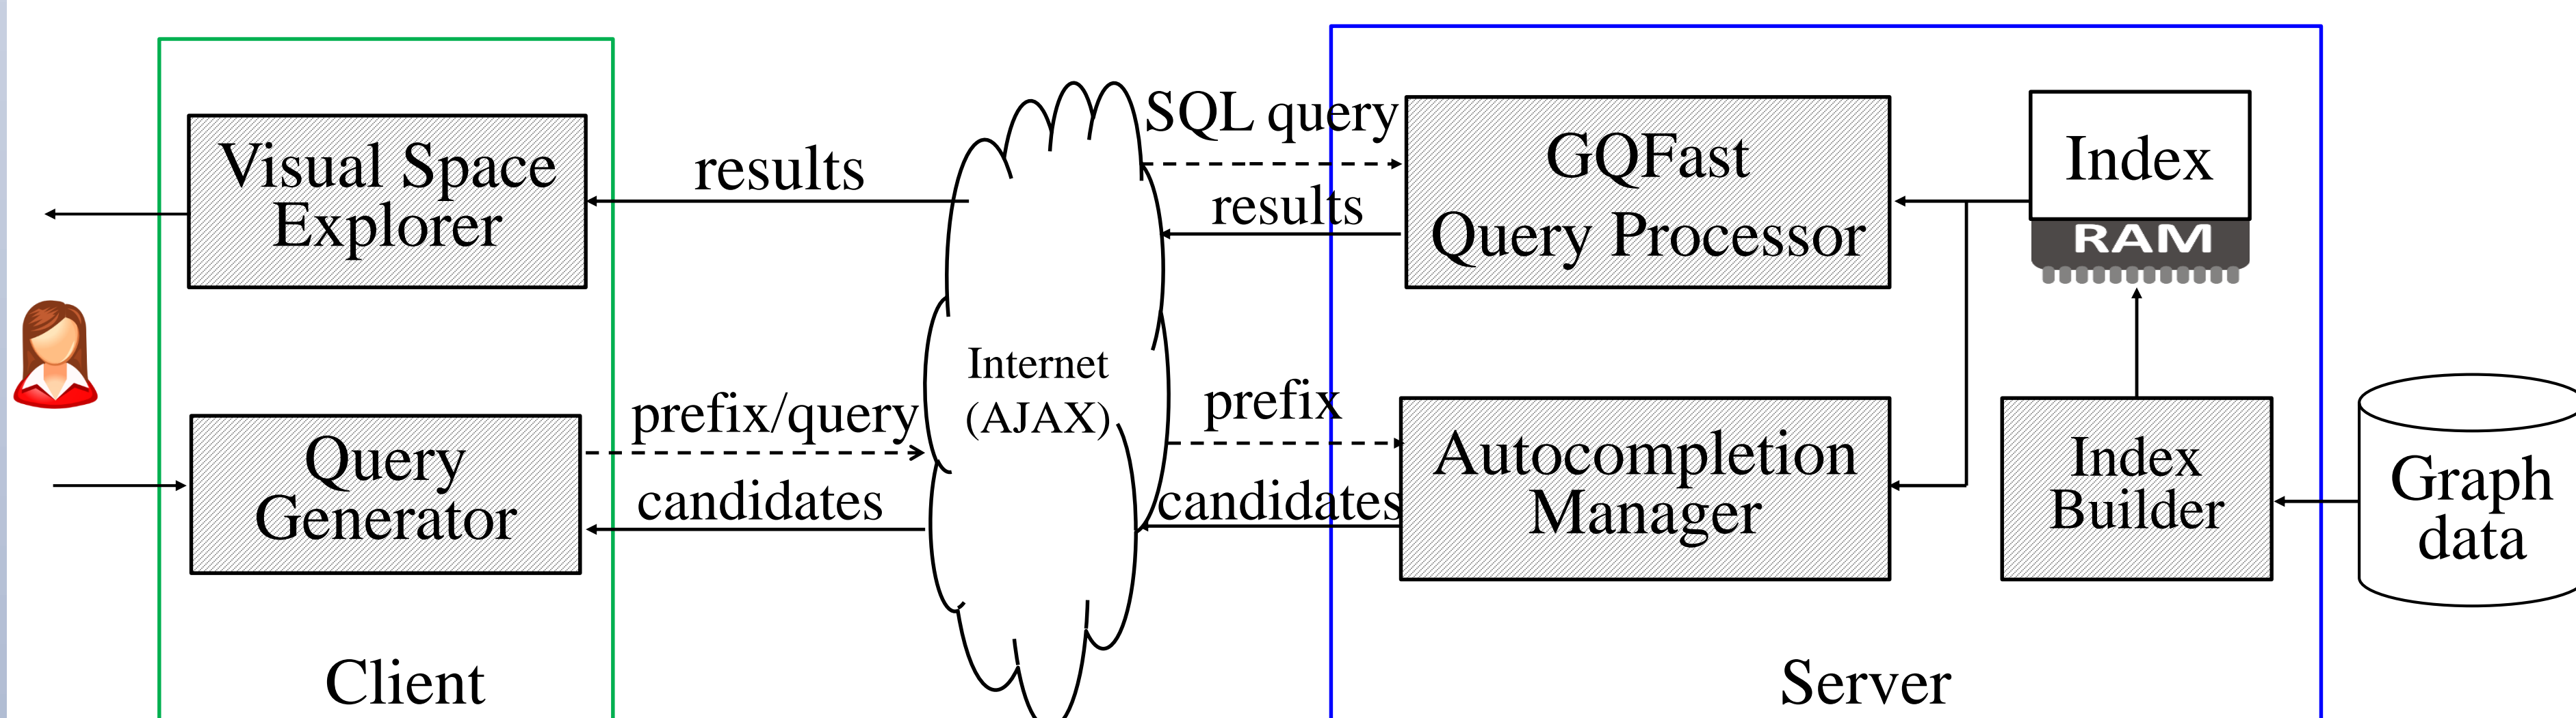 Visual Space
Explorer
Query
Generator
Client
results
prefix/query
candidates
Internet
(AJAX)
SQL query
results
prefix
candidates
GQFast
Query Processor
Autocompletion
Manager
Index
RAM
Index
Builder
Server
Graph
data